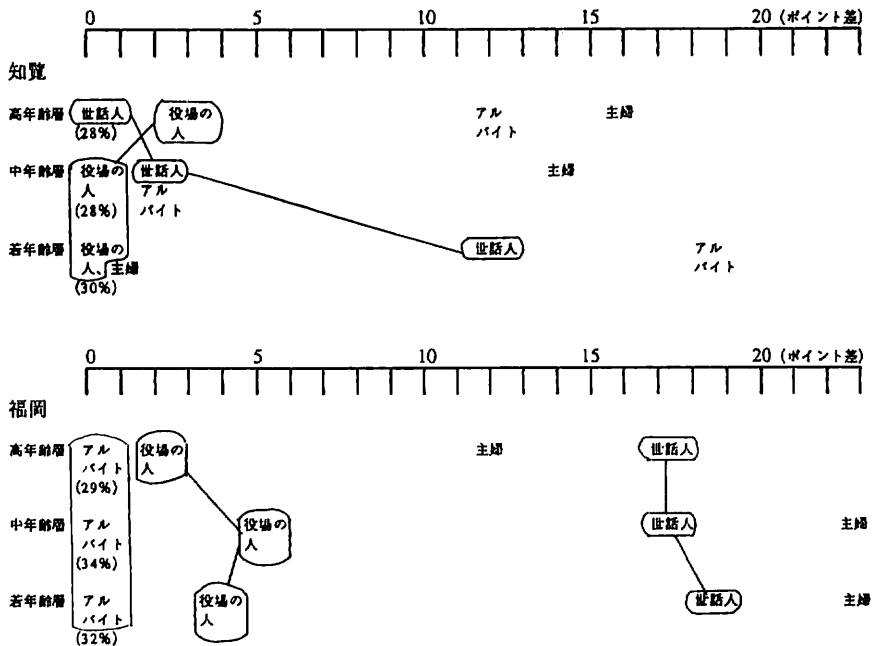 0 5 10 15 20 (ポイント差)
知覧
高年齢層 世話人 役場の アル 主婦
(28%) 人 バイト
中年齢層 役場の 世話人 主婦
人 アル
(28%) バイト
若年齢層 役場の 世話人 アル
人、主婦 バイト
(30%)
0 5 10 15 20 (ポイント差)
福岡
高年齢層 アル 役場の 主婦 世話人
バイト 人
(29%)
中年齢層 アル 役場の 世話人 主婦
バイト 人
(34%)
若年齢層 アル 役場の 世話人 主婦
バイト 人
(32%)